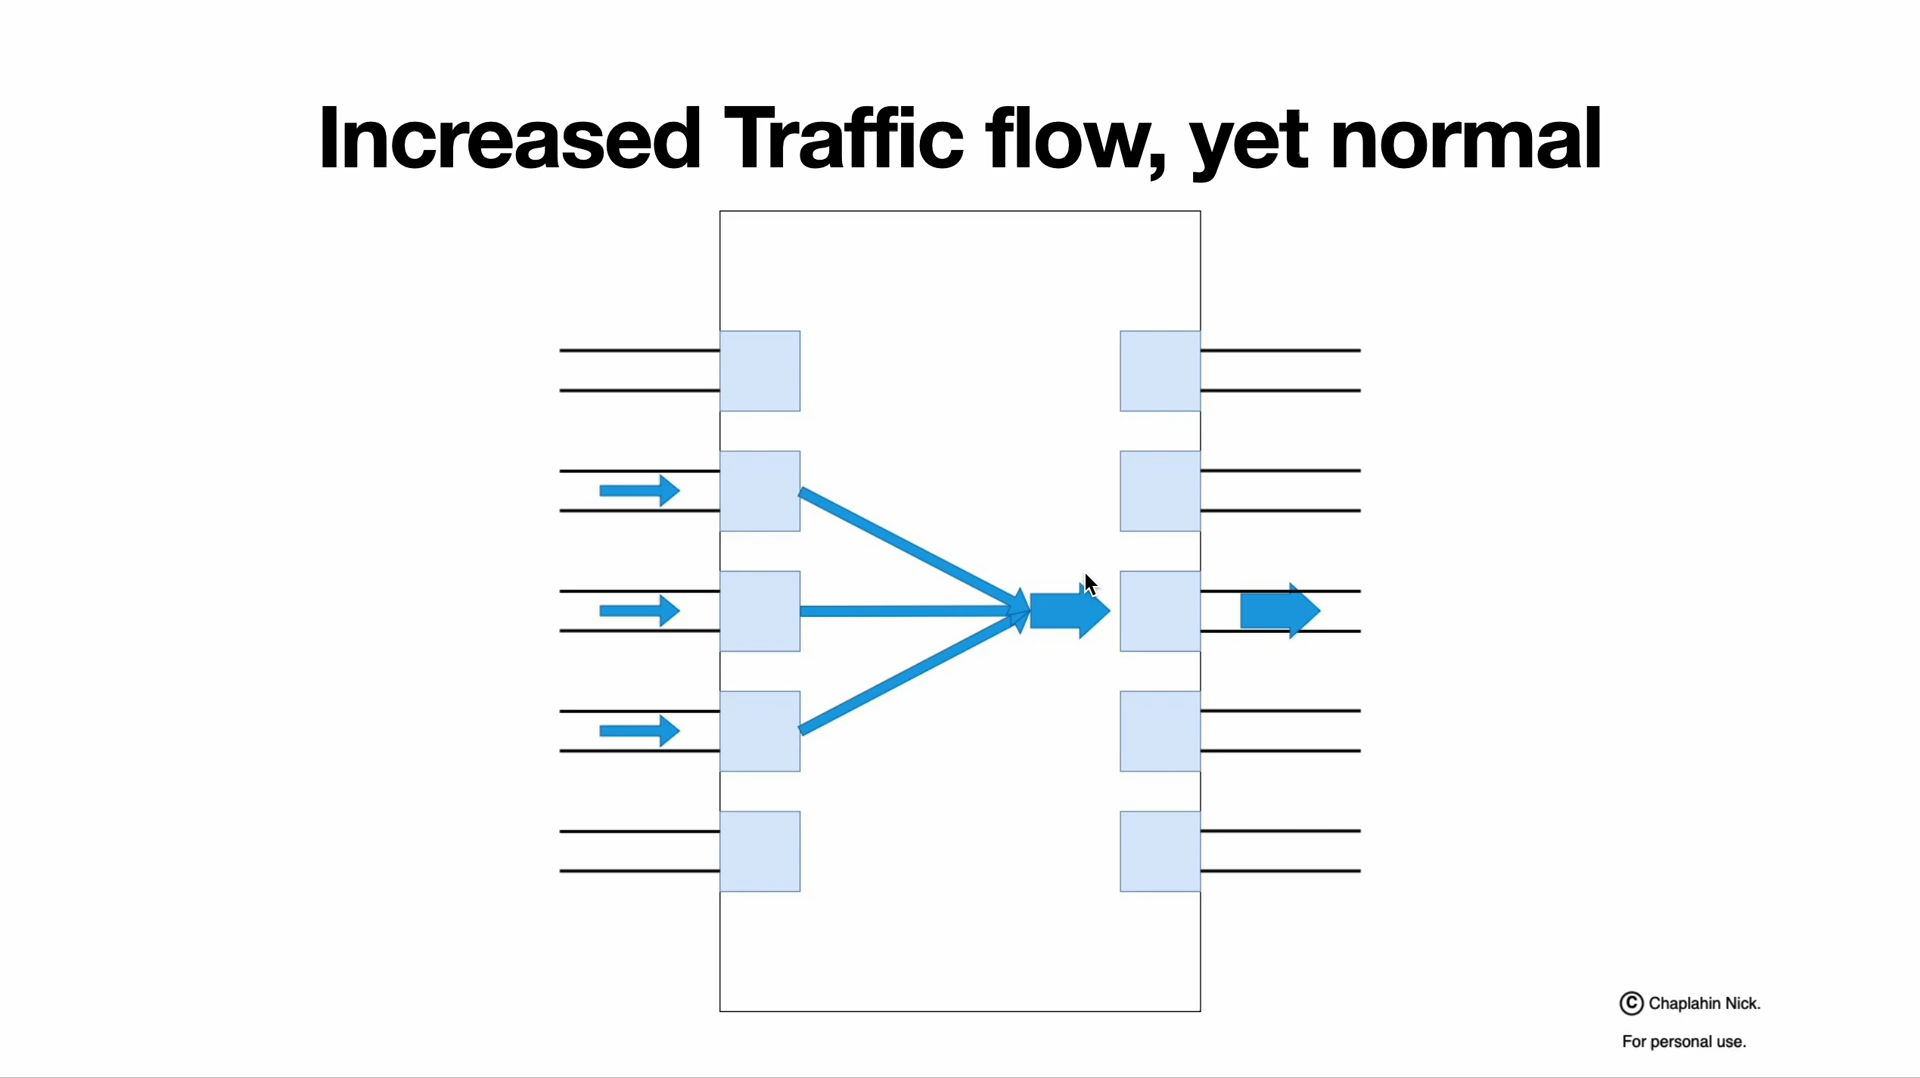 Increased Traffic flow, yet normal
© Chaplahin Nick.
For personal use.